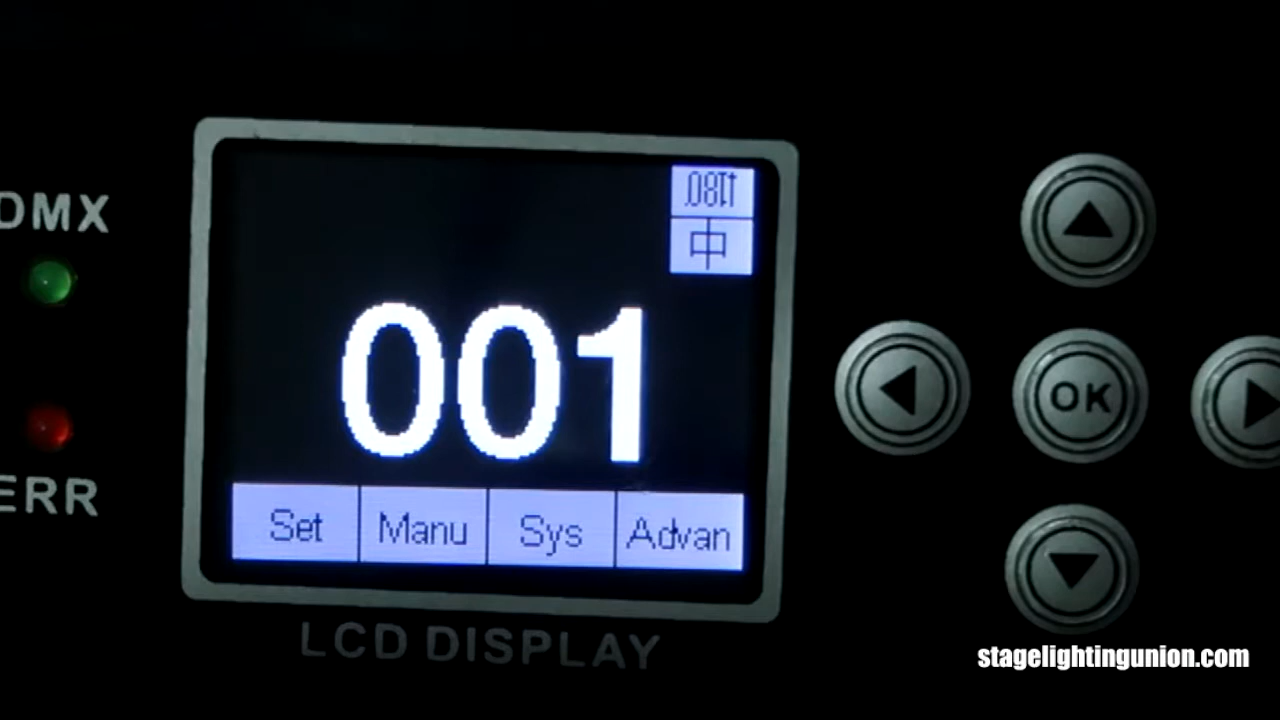 DMX
ERR
↕180°
中
001
Set Manu Sys Advan
LCD DISPLAY
OK
stagelightingunion.com